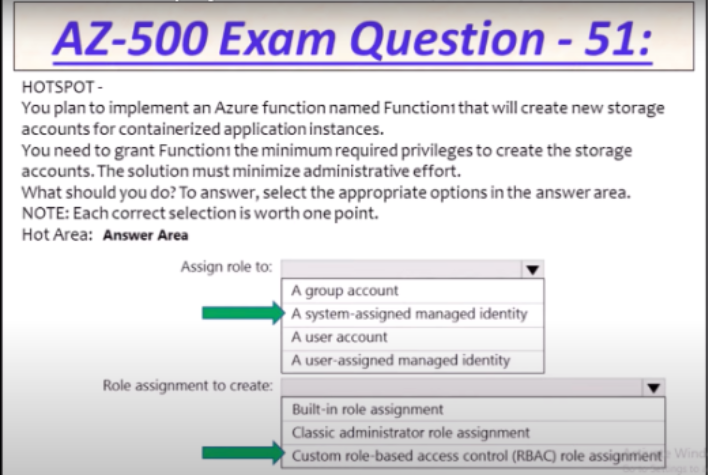 AZ-500 Exam Question - 51:
HOTSPOT -
You plan to implement an Azure function named Function1 that will create new storage
accounts for containerized application instances.
You need to grant Function1 the minimum required privileges to create the storage
accounts. The solution must minimize administrative effort.
What should you do? To answer, select the appropriate options in the answer area.
NOTE: Each correct selection is worth one point.
Hot Area: Answer Area
Assign role to:
A group account
A system-assigned managed identity
A user account
A user-assigned managed identity
Role assignment to create:
Built-in role assignment
Classic administrator role assignment
Custom role-based access control (RBAC) role assignment